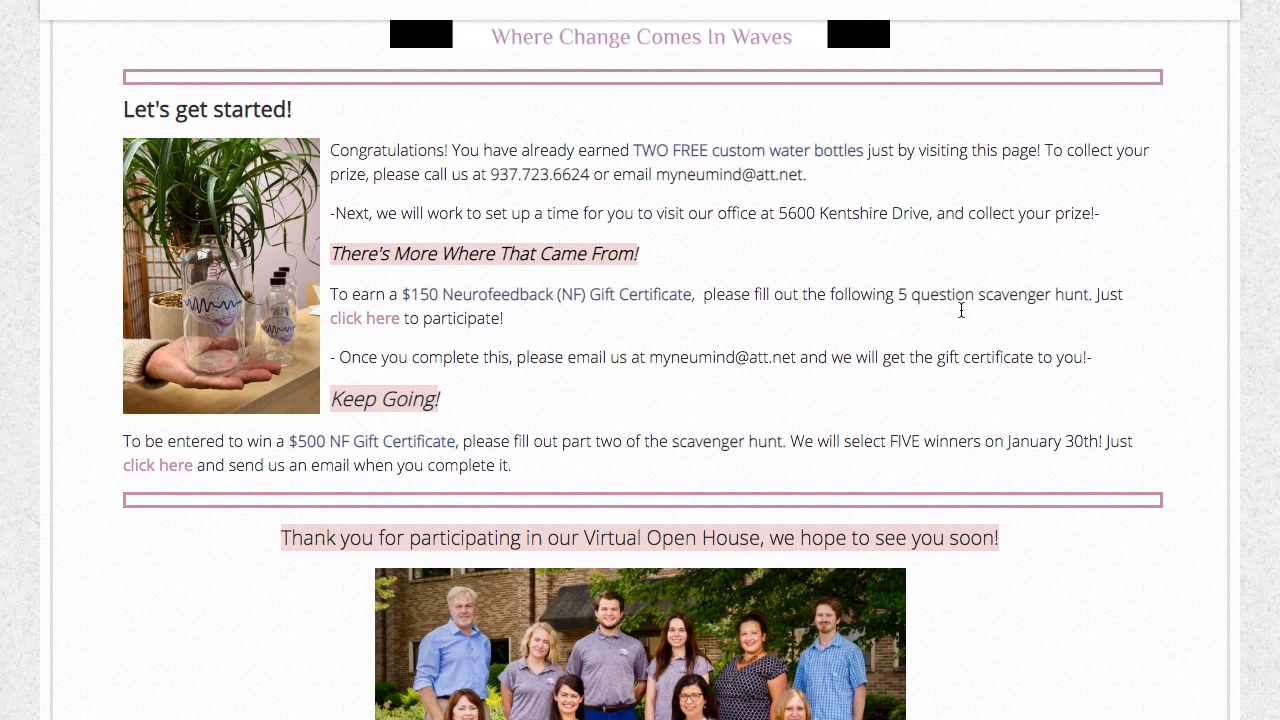 Where Change Comes In Waves
Let's get started!
Congratulations! You have already earned TWO FREE custom water bottles just by visiting this page! To collect your
prize, please call us at 937.723.6624 or email myneumind@att.net.
-Next, we will work to set up a time for you to visit our office at 5600 Kentshire Drive, and collect your prize!-
There's More Where That Came From!
To earn a $150 Neurofeedback (NF) Gift Certificate,  please fill out the following 5 question scavenger hunt. Just
click here to participate!
- Once you complete this, please email us at myneumind@att.net and we will get the gift certificate to you!-
Keep Going!
To be entered to win a $500 NF Gift Certificate, please fill out part two of the scavenger hunt. We will select FIVE winners on January 30th! Just
click here and send us an email when you complete it.
Thank you for participating in our Virtual Open House, we hope to see you soon!